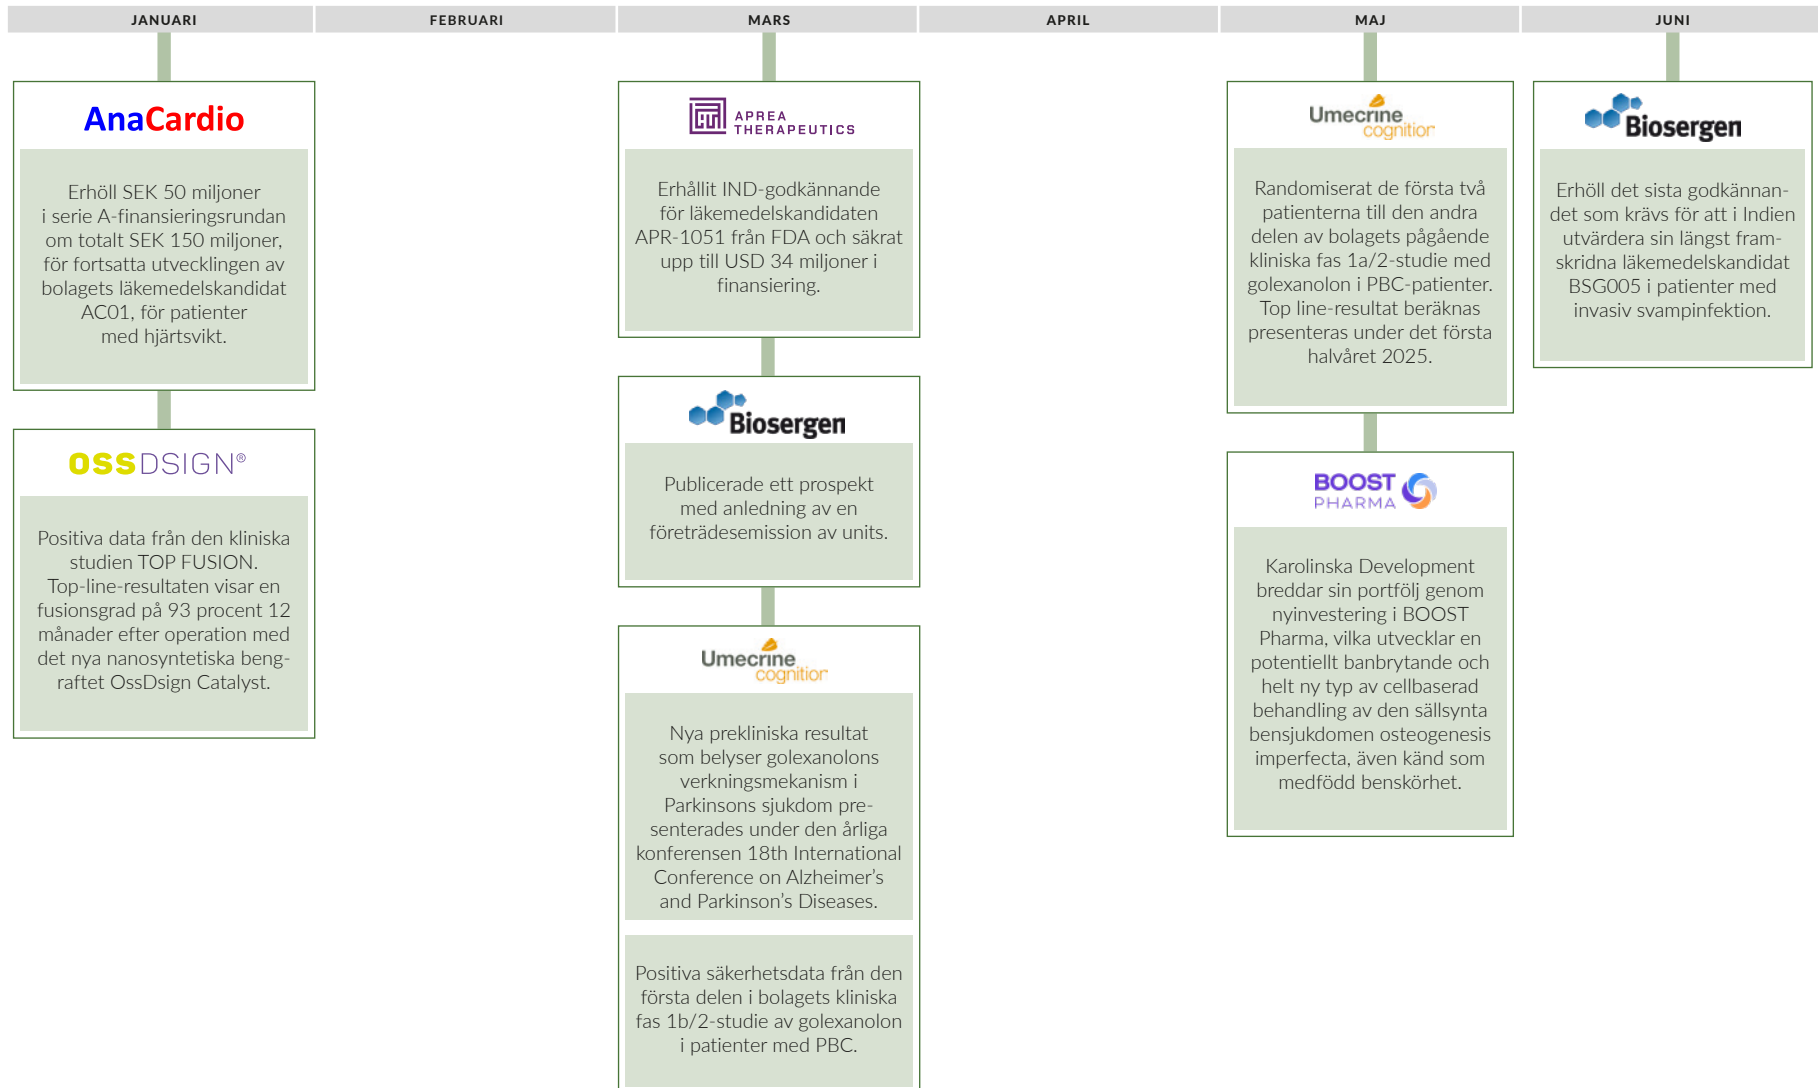 JANUARI
FEBRUARI
MARS
APRIL
MAJ
JUNI
AnaCardio
Erhöll SEK 50 miljoner
i serie A-finansieringsrundan
om totalt SEK 150 miljoner,
för fortsatta utvecklingen av
bolagets läkemedelskandidat
AC01, för patienter
med hjärtsvikt.
OSSDSIGN®
Positiva data från den kliniska
studien TOP FUSION.
Top-line-resultaten visar en
fusionsgrad på 93 procent 12
månader efter operation med
det nya nanosyntetiska beng-
raftet OssDsign Catalyst.
APREA
THERAPEUTICS
Erhållit IND-godkännande
för läkemedelskandidaten
APR-1051 från FDA och säkrat
upp till USD 34 miljoner i
finansiering.
Biosergen
Publicerade ett prospekt
med anledning av en
företrädesemission av units.
Umecrine
cognition
Nya prekliniska resultat
som belyser golexanolons
verkningsmekanism i
Parkinsons sjukdom pre-
senterades under den årliga
konferensen 18th International
Conference on Alzheimer’s
and Parkinson’s Diseases.
Positiva säkerhetsdata från den
första delen i bolagets kliniska
fas 1b/2-studie av golexanolon
i patienter med PBC.
Umecrine
cognition
Randomiserat de första två
patienterna till den andra
delen av bolagets pågående
kliniska fas 1a/2-studie med
golexanolon i PBC-patienter.
Top line-resultat beräknas
presenteras under det första
halvåret 2025.
BOOST
PHARMA
Karolinska Development
breddar sin portfölj genom
nyinvestering i BOOST
Pharma, vilka utvecklar en
potentiellt banbrytande och
helt ny typ av cellbaserad
behandling av den sällsynta
bensjukdomen osteogenesis
imperfecta, även känd som
medfödd benskörhet.
Biosergen
Erhöll det sista godkännan-
det som krävs för att i Indien
utvärdera sin längst fram-
skridna läkemedelskandidat
BSG005 i patienter med
invasiv svampinfektion.